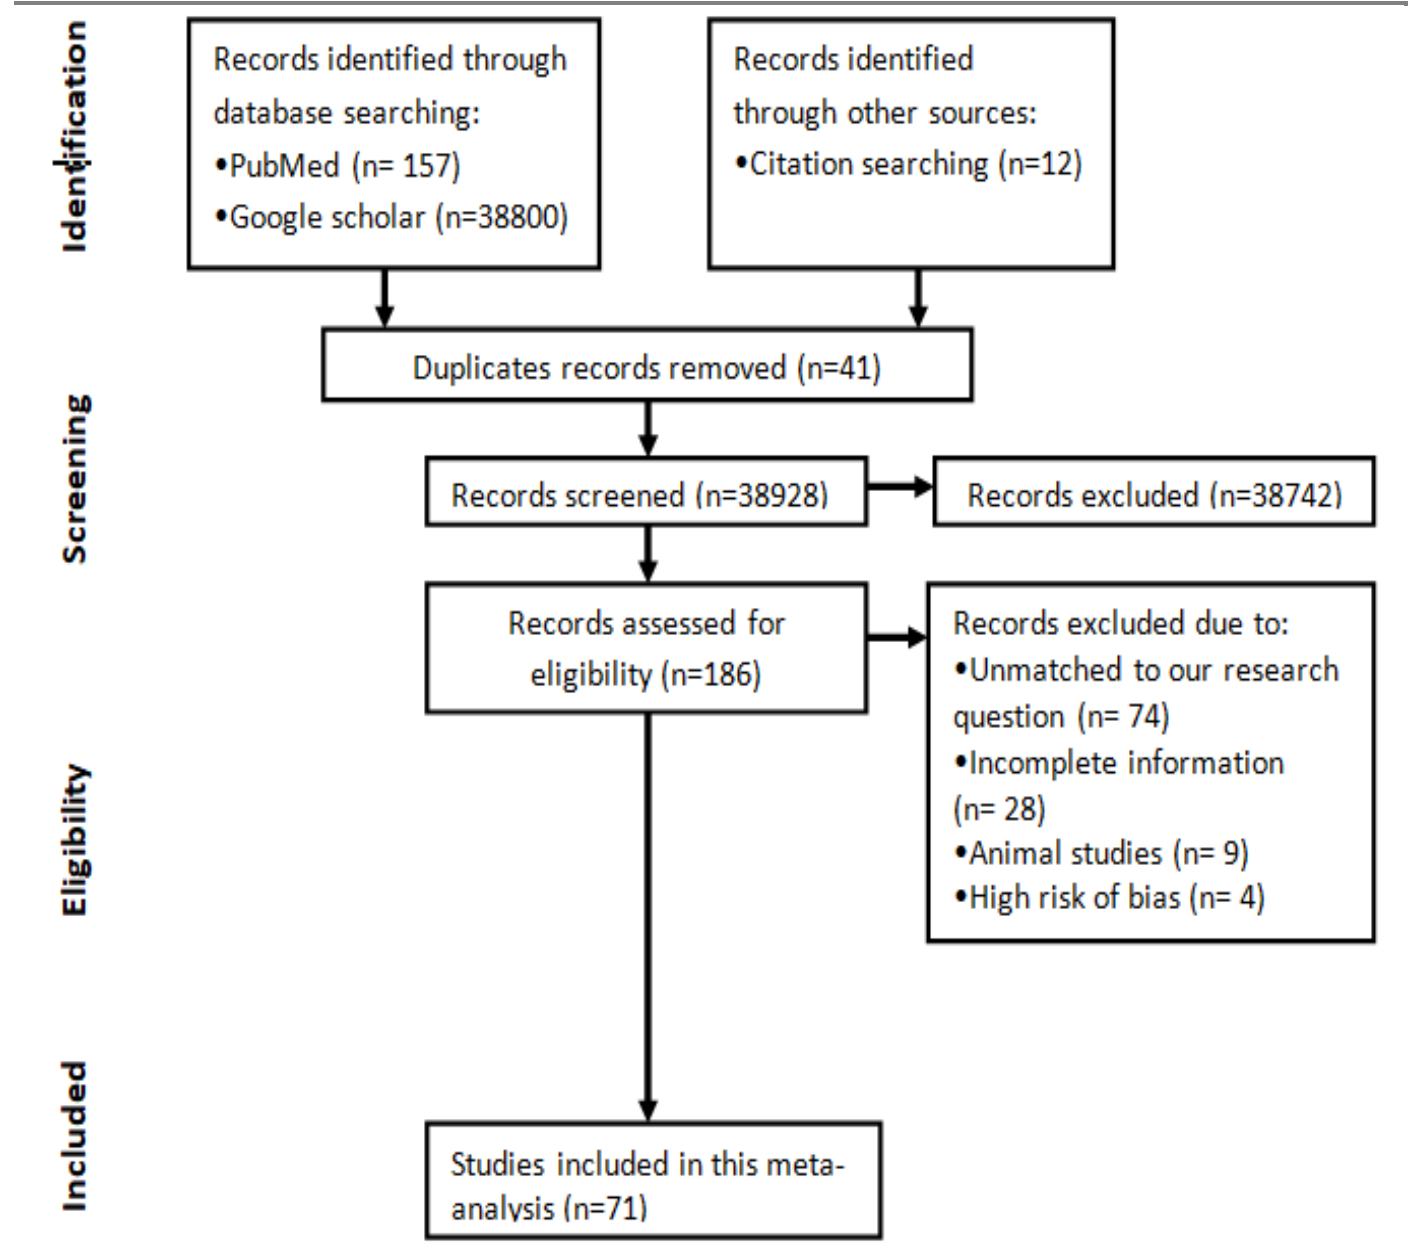 Identification
Records identified through
database searching:
•PubMed (n= 157)
•Google scholar (n=38800)
Records identified
through other sources:
•Citation searching (n=12)
Duplicates records removed (n=41)
Screening
Records screened (n=38928)
Records excluded (n=38742)
Records assessed for
eligibility (n=186)
Records excluded due to:
•Unmatched to our research
question (n= 74)
•Incomplete information
(n= 28)
•Animal studies (n= 9)
•High risk of bias (n= 4)
Eligibility
Included
Studies included in this meta-
analysis (n=71)